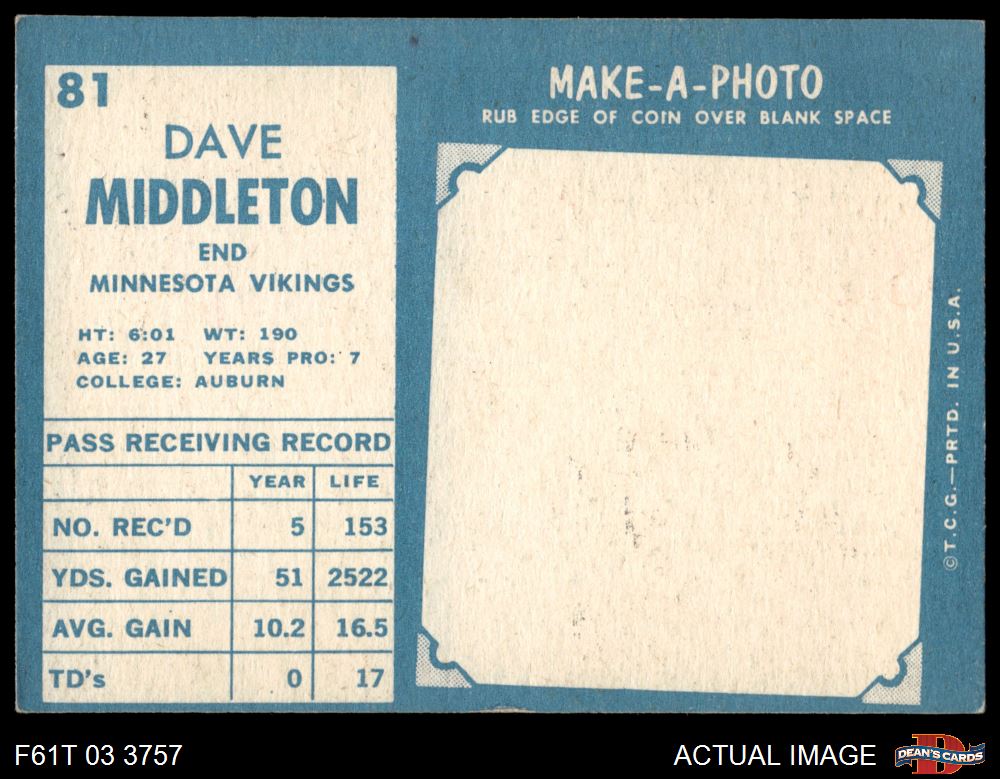 81
DAVE
MIDDLETON
END
MINNESOTA VIKINGS
HT: 6:01 WT: 190
AGE: 27 YEARS PRO: 7
COLLEGE: AUBURN
PASS RECEIVING RECORD
YEAR LIFE
NO. REC'D 5 153
YDS. GAINED 51 2522
AVG. GAIN 10.2 16.5
TD's 0 17
MAKE-A-PHOTO
RUB EDGE OF COIN OVER BLANK SPACE
©T.C.G.—PRTD. IN U.S.A.
F61T 03 3757
ACTUAL IMAGE
D
DEAN'S CARDS